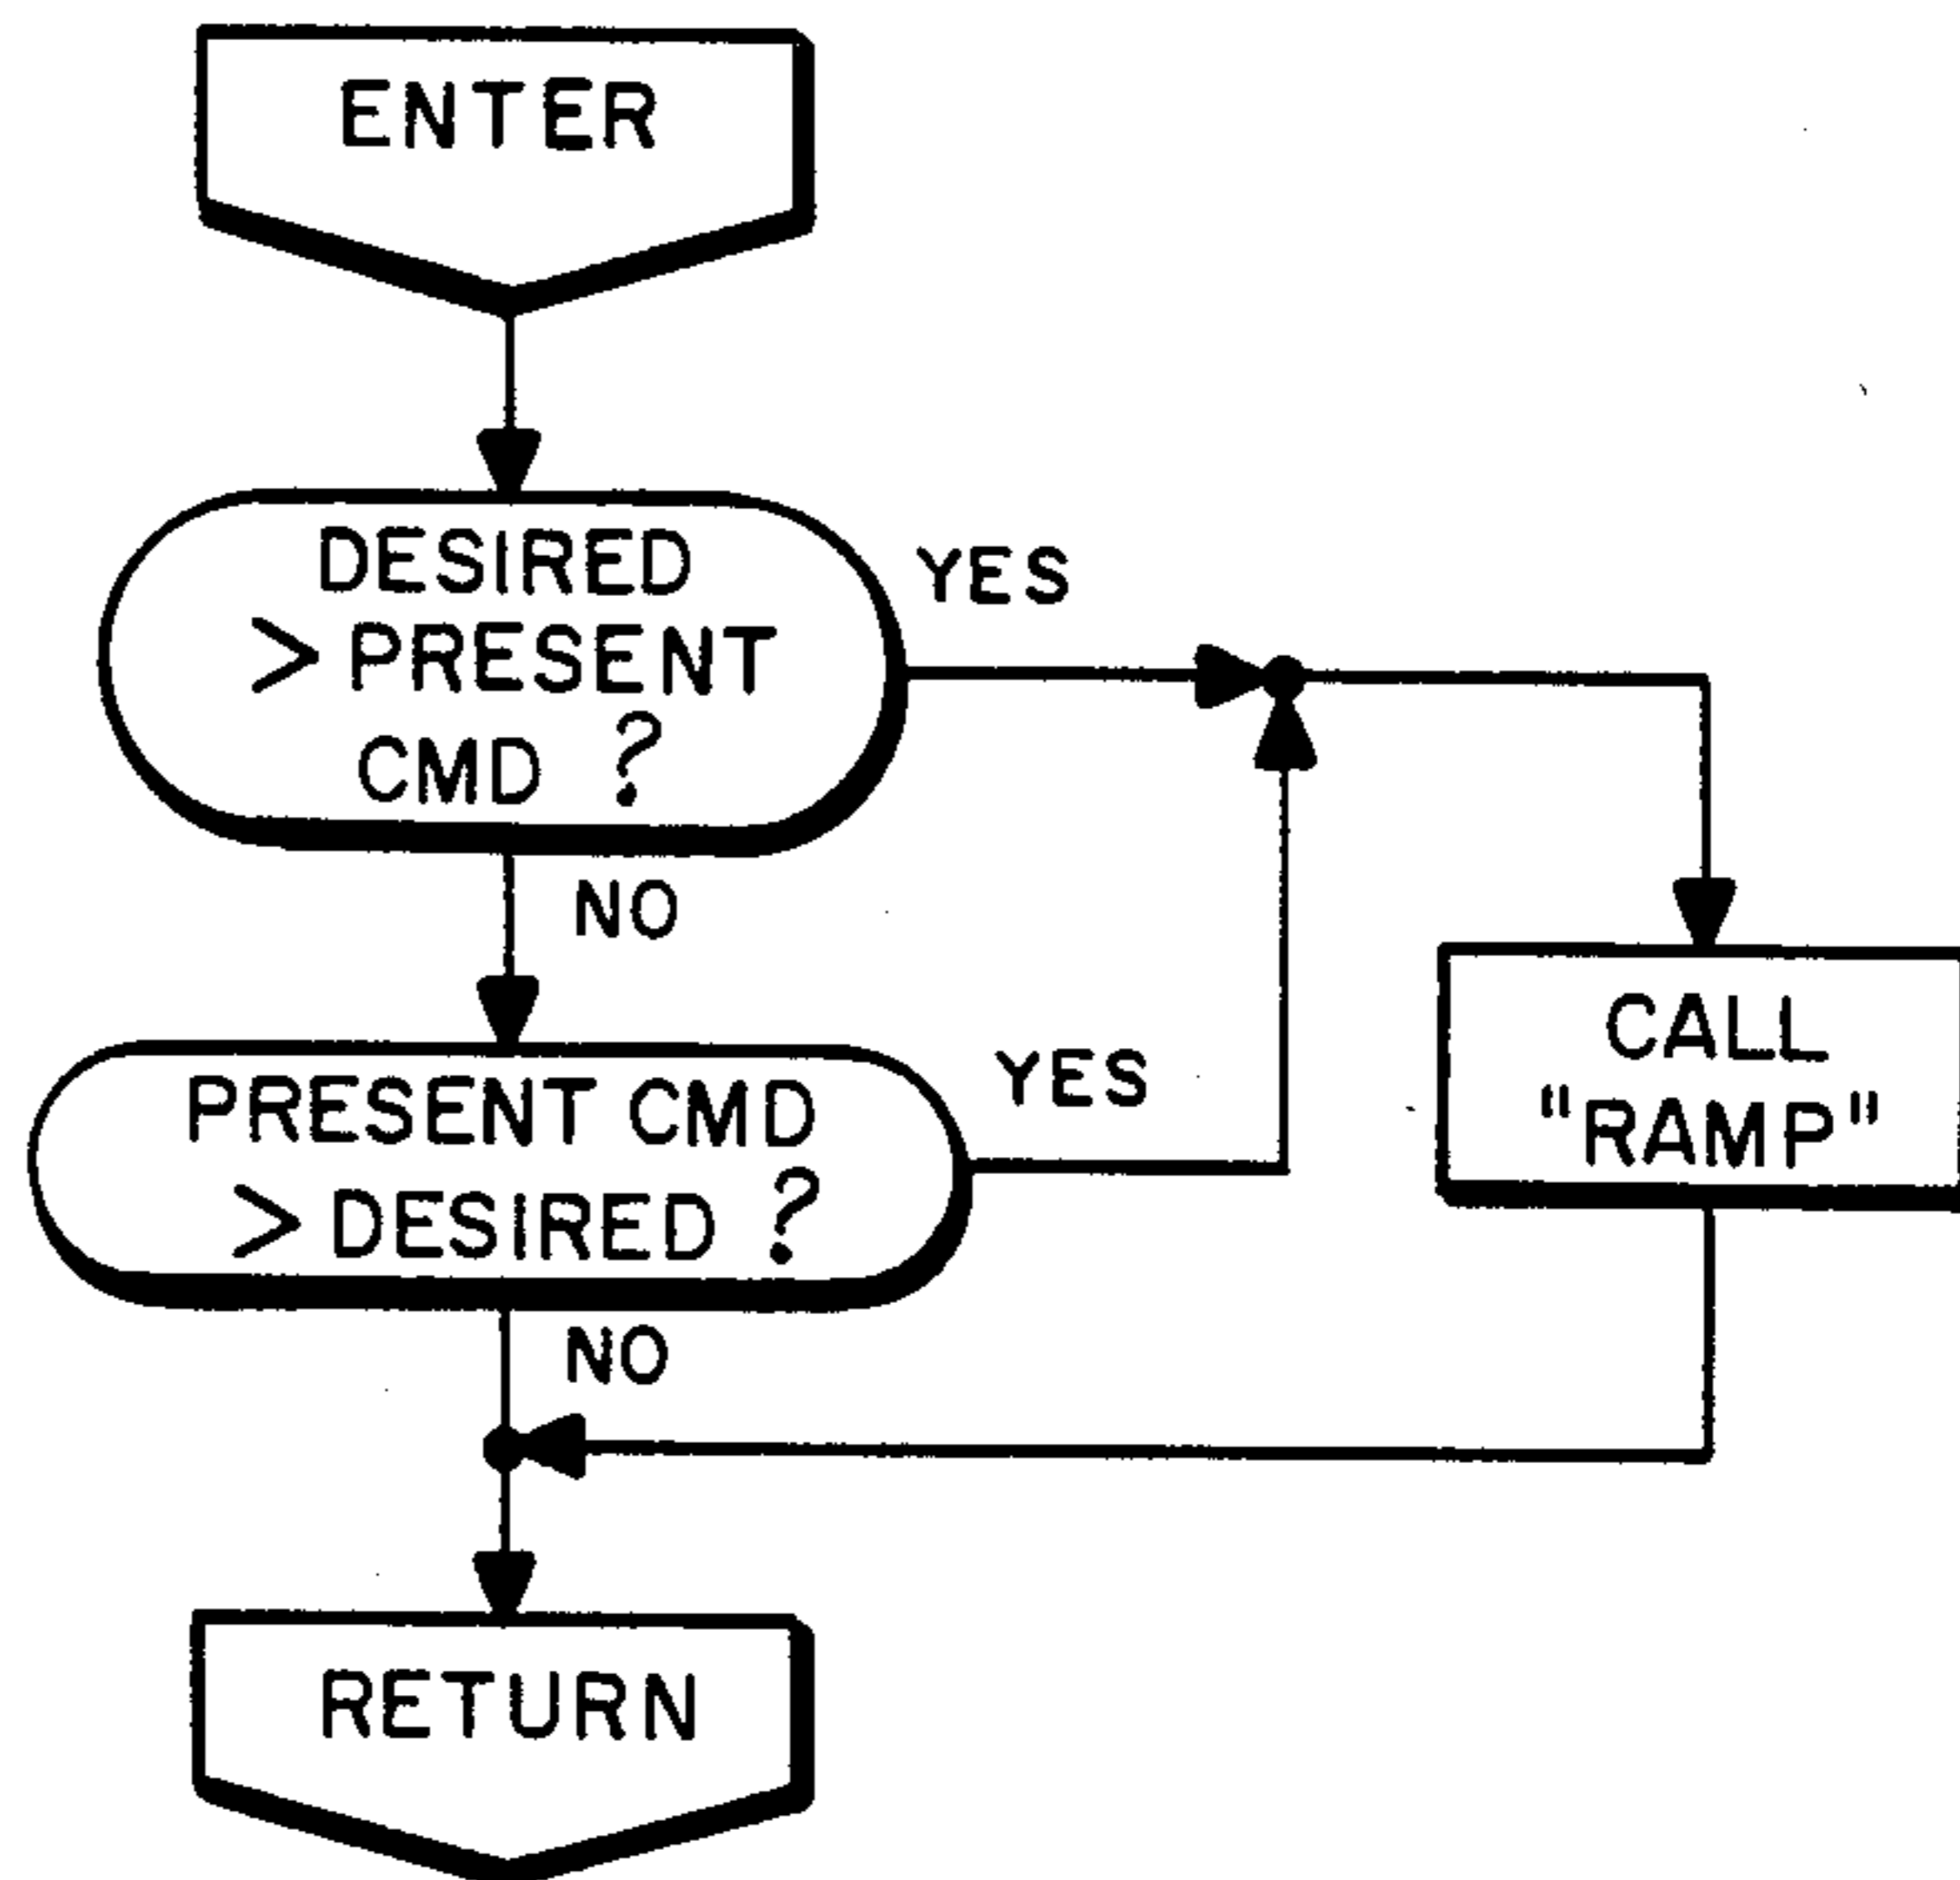 ENTER
DESIRED
> PRESENT
CMD ?
YES
NO
PRESENT CMD
> DESIRED ?
YES
NO
CALL
"RAMP"
RETURN